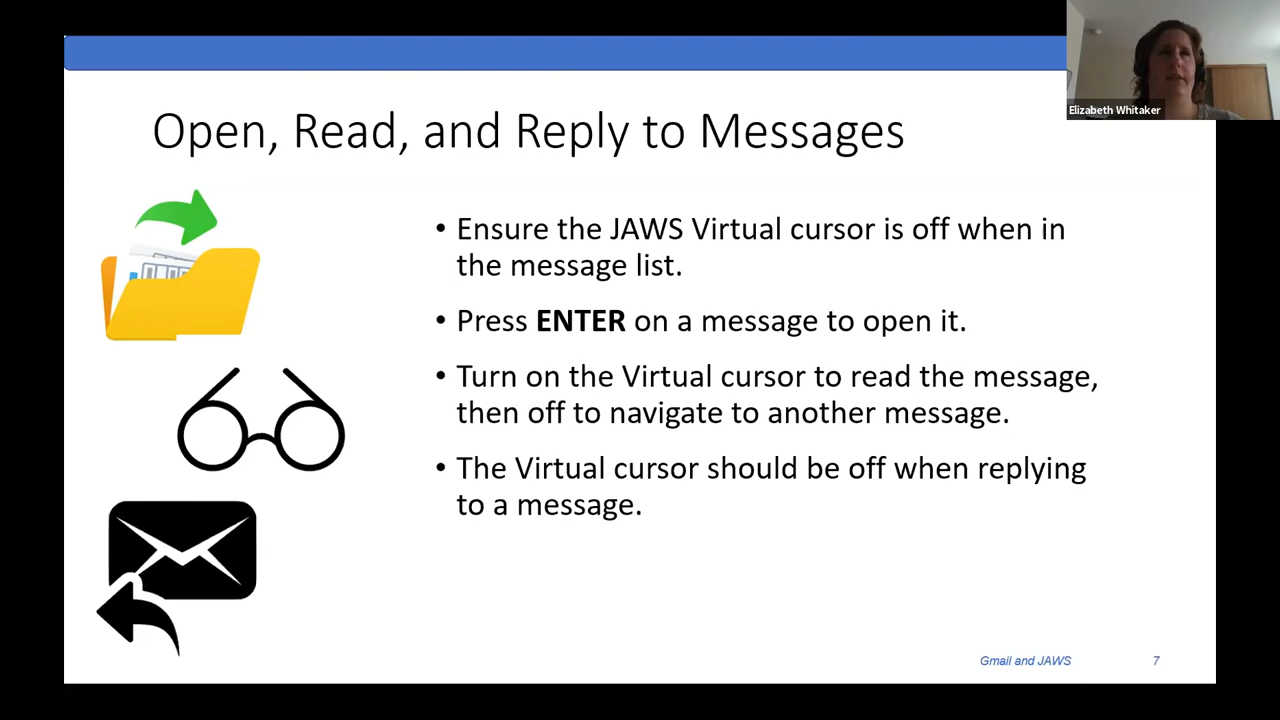 Elizabeth Whitaker
Open, Read, and Reply to Messages
• Ensure the JAWS Virtual cursor is off when in
the message list.
• Press ENTER on a message to open it.
• Turn on the Virtual cursor to read the message,
then off to navigate to another message.
• The Virtual cursor should be off when replying
to a message.
Gmail and JAWS 7